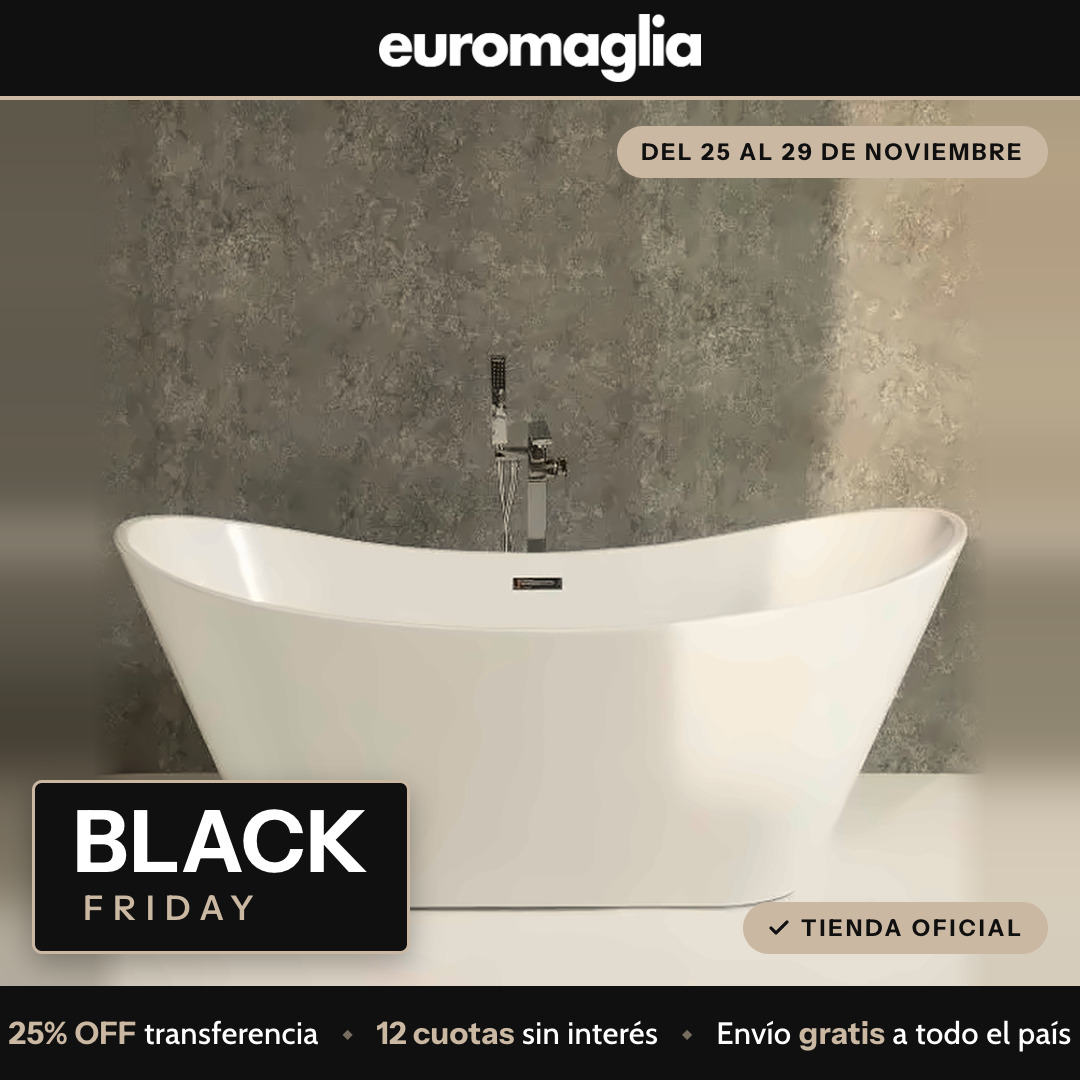 euromaglia
DEL 25 AL 29 DE NOVIEMBRE
BLACK
FRIDAY
✓ TIENDA OFICIAL
25% OFF transferencia ◆ 12 cuotas sin interés ◆ Envío gratis a todo el país